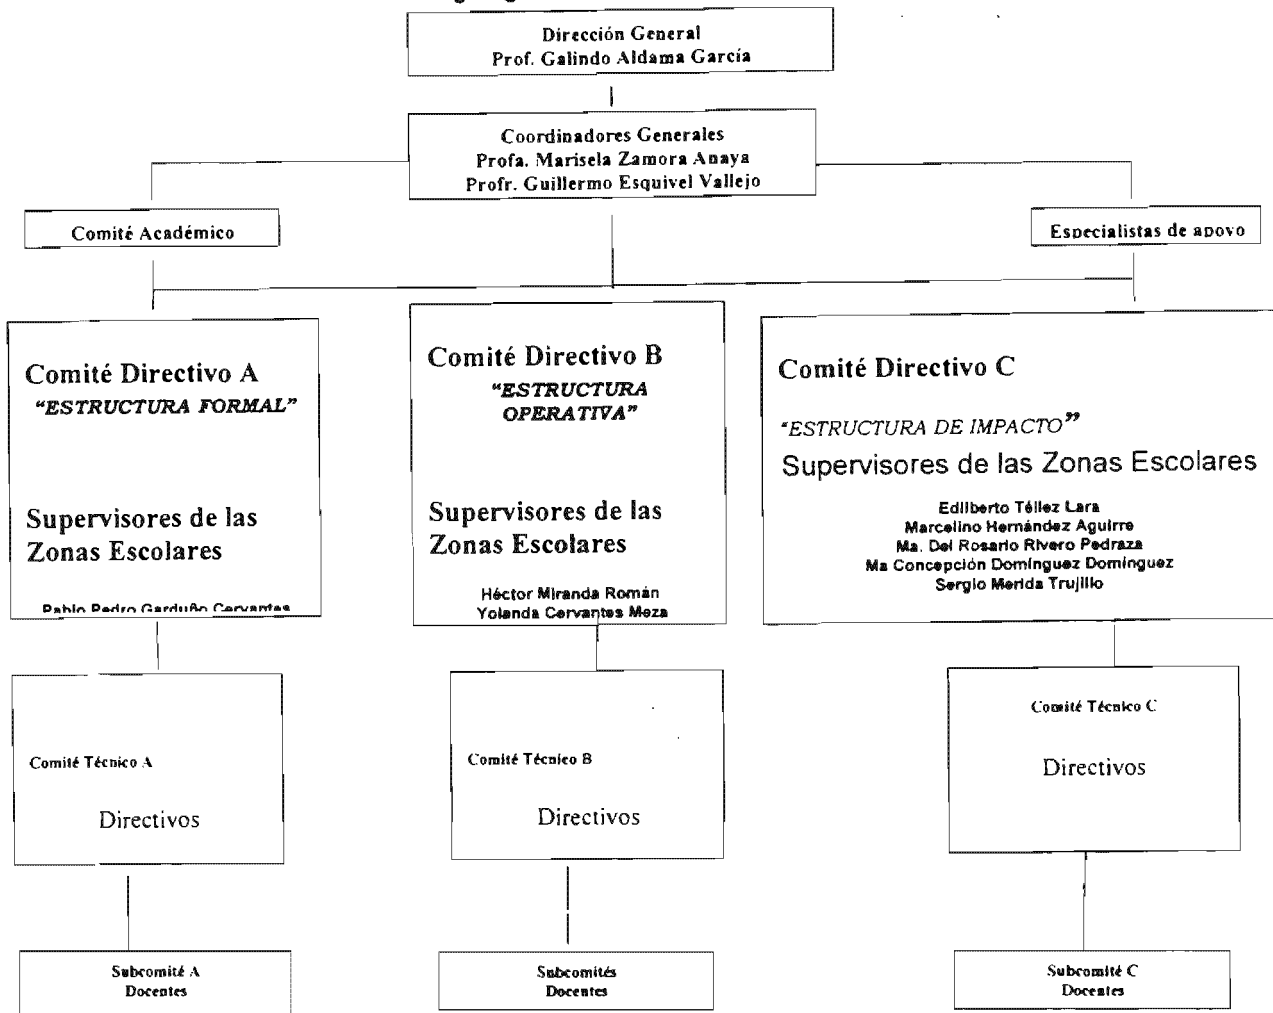 Dirección General
Prof. Galindo Aldama García
Coordinadores Generales
Profa. Marisela Zamora Anaya
Profr. Guillermo Esquivel Vallejo
Comité Académico
Especialistas de apoyo
Comité Directivo A
“ESTRUCTURA FORMAL”
Supervisores de las
Zonas Escolares
Pablo Pedro Garduño Cervantes
Comité Directivo B
“ESTRUCTURA
OPERATIVA”
Supervisores de las
Zonas Escolares
Héctor Miranda Román
Yolanda Cervantes Meza
Comité Directivo C
“ESTRUCTURA DE IMPACTO”
Supervisores de las Zonas Escolares
Edilberto Téllez Lara
Marcelino Hernández Aguirre
Ma. Del Rosario Rivero Pedraza
Ma Concepción Domínguez Domínguez
Sergio Merida Trujillo
Comité Técnico A
Directivos
Comité Técnico B
Directivos
Comité Técnico C
Directivos
Subcomité A
Docentes
Subcomités
Docentes
Subcomité C
Docentes